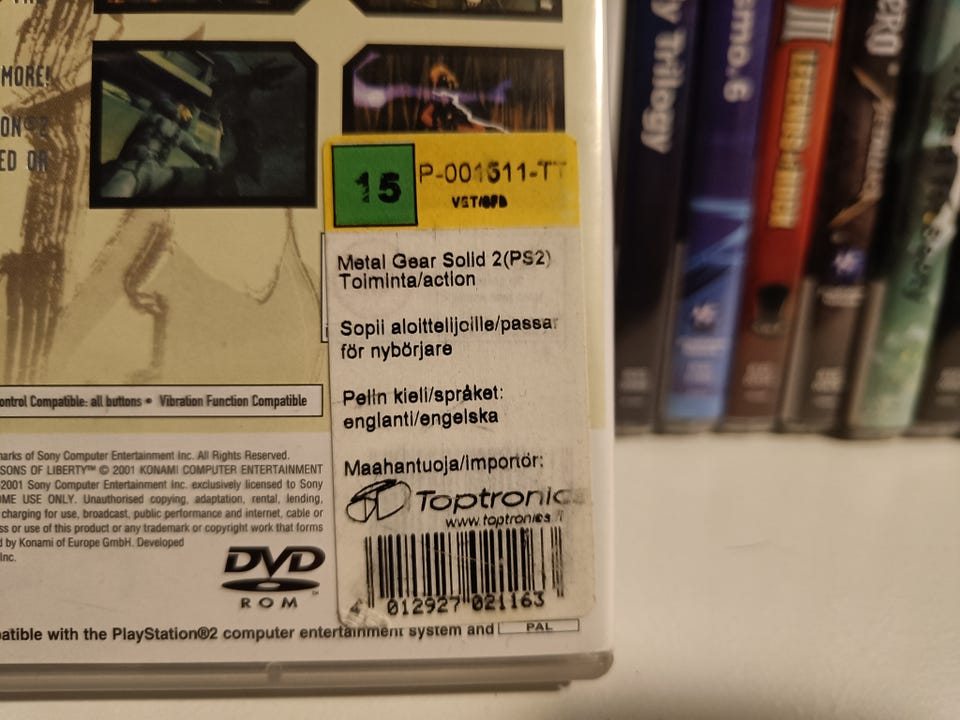 MORE!
ED OR
15
P-001511-TT
VET/SFB
Metal Gear Solid 2(PS2)
Toiminta/action
Sopii aloittelijoille/passar
för nybörjare
Pelin kieli/språket:
englanti/engelska
Maahantuoja/importör:
Toptronics
www.toptronics.fi
4 012927 021163
ontrol Compatible: all buttons • Vibration Function Compatible
marks of Sony Computer Entertainment Inc. All Rights Reserved.
SONS OF LIBERTY™ © 2001 KONAMI COMPUTER ENTERTAINMENT
2001 Sony Computer Entertainment Inc. exclusively licensed to Sony
OME USE ONLY. Unauthorised copying, adaptation, rental, lending,
charging for use, broadcast, public performance and internet, cable or
ss or use of this product or any trademark or copyright work that forms
d by Konami of Europe GmbH. Developed
Inc.
DVD
ROM
patible with the PlayStation®2 computer entertainment system and PAL
y Trilogy
smo.6
III
ERO